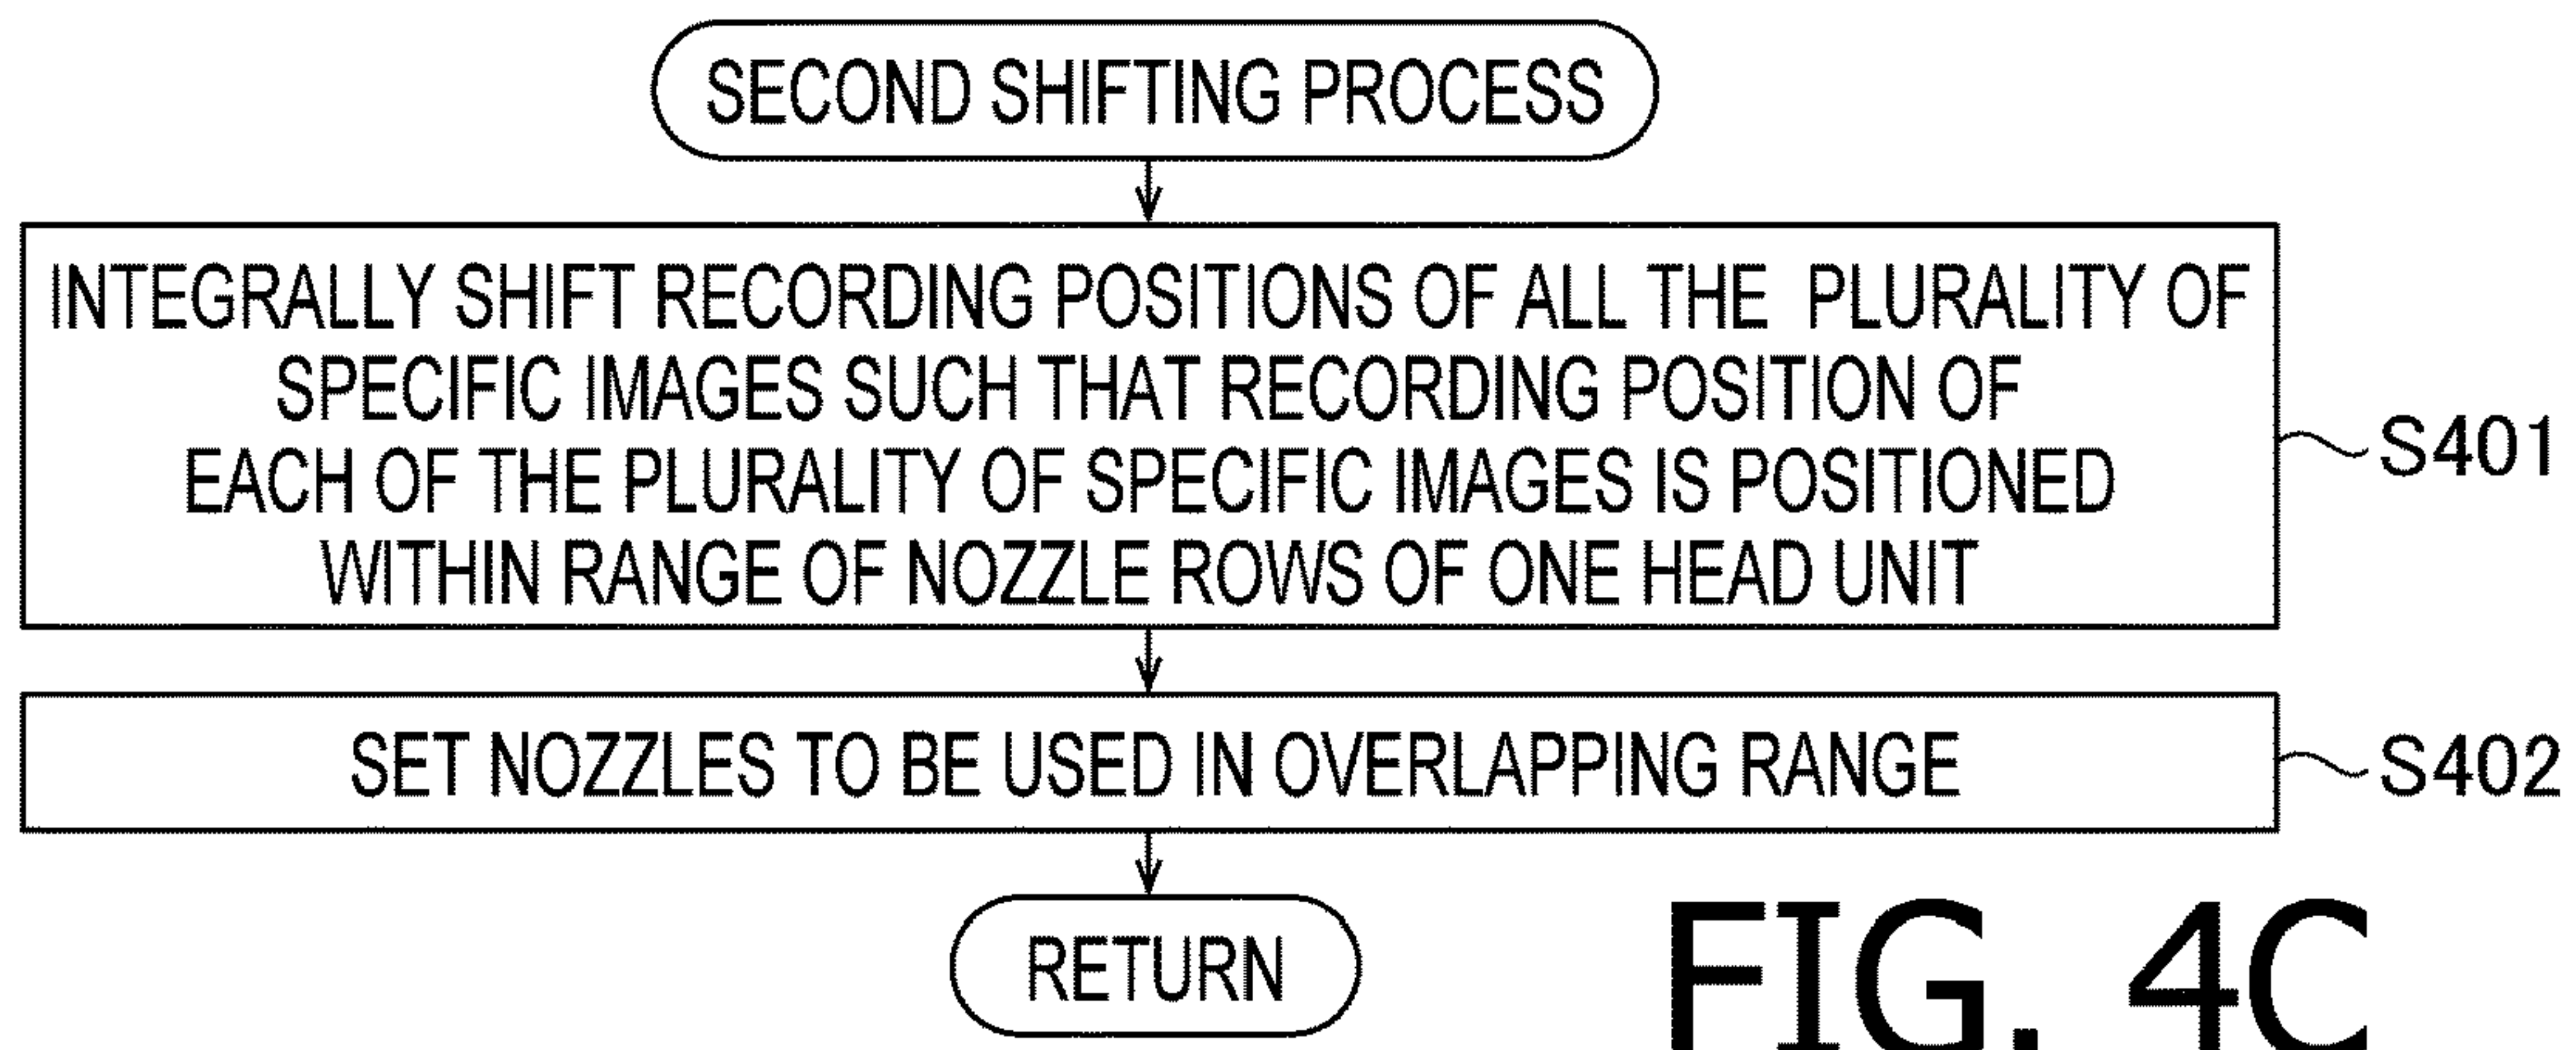 SECOND SHIFTING PROCESS
INTEGRALLY SHIFT RECORDING POSITIONS OF ALL THE PLURALITY OF
SPECIFIC IMAGES SUCH THAT RECORDING POSITION OF
EACH OF THE PLURALITY OF SPECIFIC IMAGES IS POSITIONED
WITHIN RANGE OF NOZZLE ROWS OF ONE HEAD UNIT
S401
SET NOZZLES TO BE USED IN OVERLAPPING RANGE
S402
RETURN
FIG. 4C